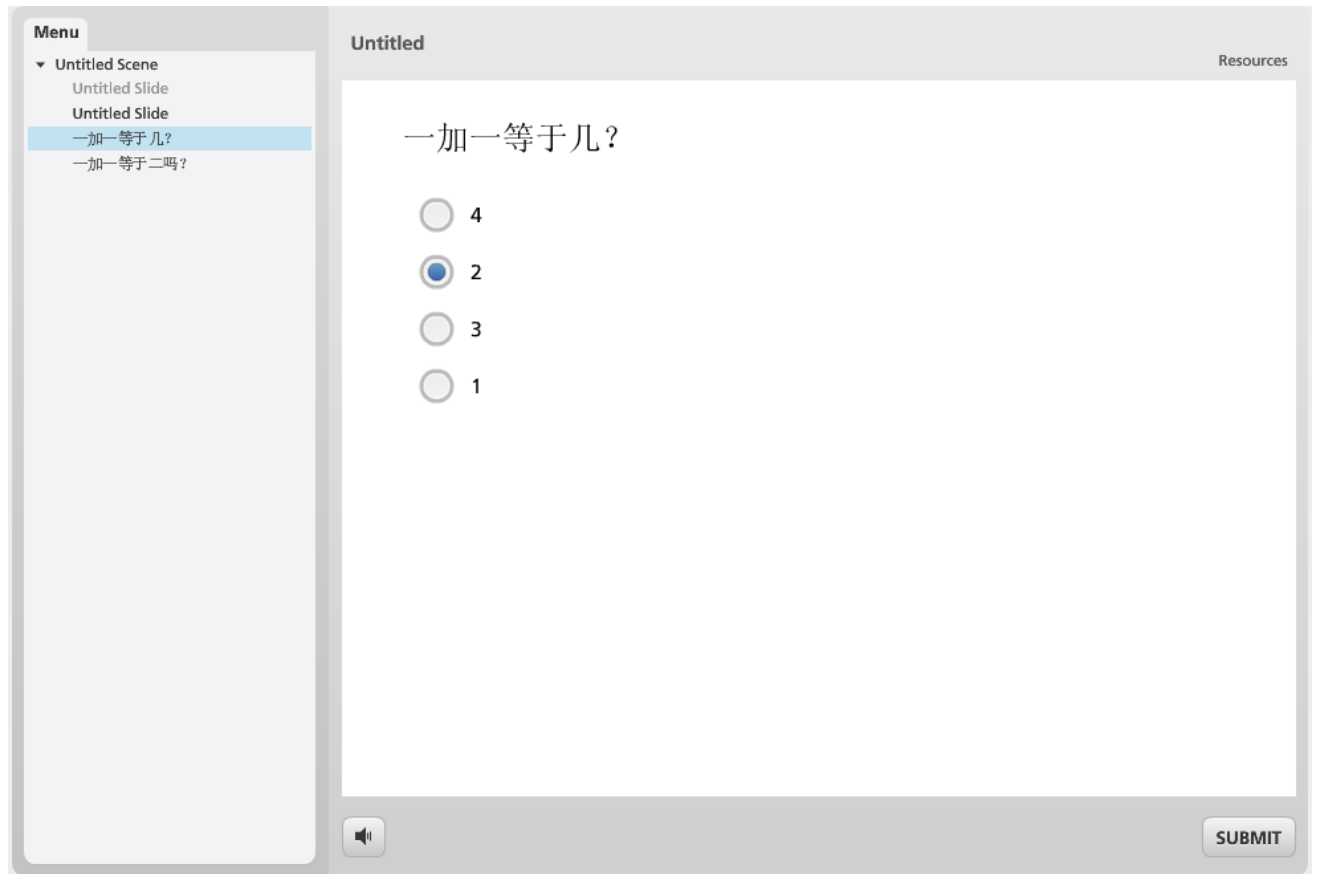 Menu
Untitled Scene
Untitled Slide
Untitled Slide
一加一等于几?
一加一等于二吗?
Untitled
Resources
一加一等于几?
4
2
3
1
SUBMIT